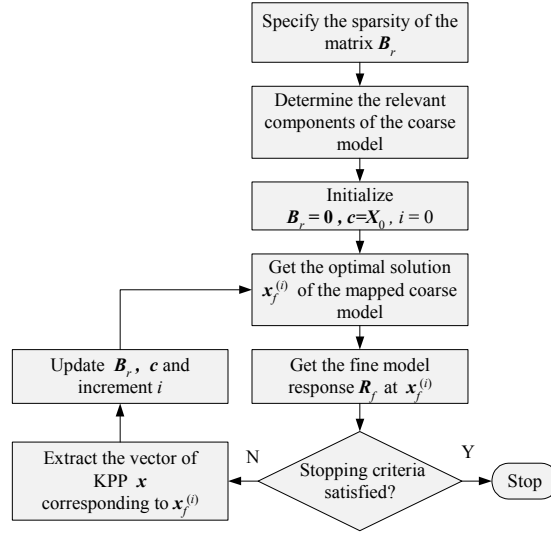 Specify the sparsity of the
matrix B_r
Determine the relevant
components of the coarse
model
Initialize
B_r = 0 , c=X_0 , i = 0
Get the optimal solution
x_f^(i) of the mapped coarse
model
Get the fine model
response R_f at x_f^(i)
Stopping criteria
satisfied?
Y
Stop
N
Extract the vector of
KPP x
corresponding to x_f^(i)
Update B_r, c and
increment i